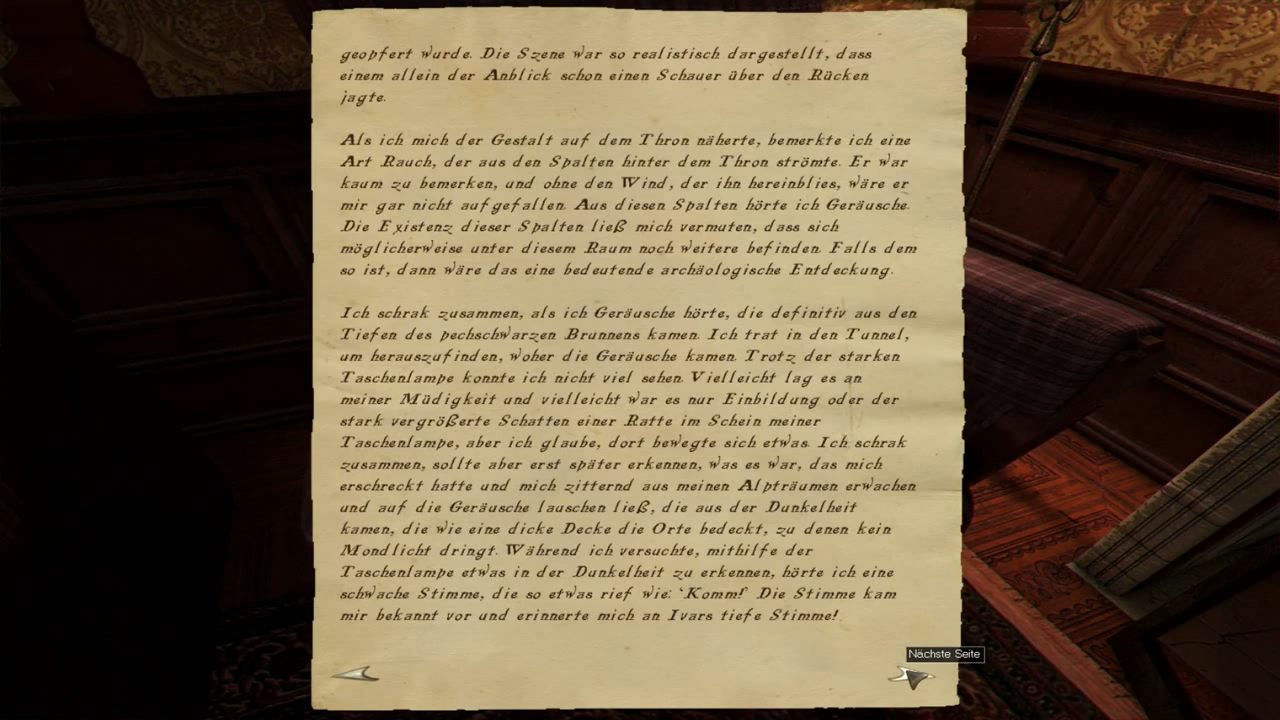 geopfert wurde. Die Szene war so realistisch dargestellt, dass
einem allein der Anblick schon einen Schauer über den Rücken
jagte.
Als ich mich der Gestalt auf dem Thron näherte, bemerkte ich eine
Art Rauch, der aus den Spalten hinter dem Thron strömte. Er war
kaum zu bemerken, und ohne den Wind, der ihn hereinblies, wäre er
mir gar nicht aufgefallen. Aus diesen Spalten hörte ich Geräusche.
Die Existenz dieser Spalten ließ mich vermuten, dass sich
möglicherweise unter diesem Raum noch weitere befinden. Falls dem
so ist, dann wäre das eine bedeutende archäologische Entdeckung.
Ich schrak zusammen, als ich Geräusche hörte, die definitiv aus den
Tiefen des pechschwarzen Brunnens kamen. Ich trat in den Tunnel,
um herauszufinden, woher die Geräusche kamen. Trotz der starken
Taschenlampe konnte ich nicht viel sehen. Vielleicht lag es an
meiner Müdigkeit und vielleicht war es nur Einbildung oder der
stark vergrößerte Schatten einer Ratte im Schein meiner
Taschenlampe, aber ich glaube, dort bewegte sich etwas. Ich schrak
zusammen, sollte aber erst später erkennen, was es war, das mich
erschreckt hatte und mich zitternd aus meinen Alpträumen erwachen
und auf die Geräusche lauschen ließ, die aus der Dunkelheit
kamen, die wie eine dicke Decke die Orte bedeckt, zu denen kein
Mondlicht dringt. Während ich versuchte, mithilfe der
Taschenlampe etwas in der Dunkelheit zu erkennen, hörte ich eine
schwache Stimme, die so etwas rief wie: 'Komm!' Die Stimme kam
mir bekannt vor und erinnerte mich an Ivars tiefe Stimme!
Nächste Seite